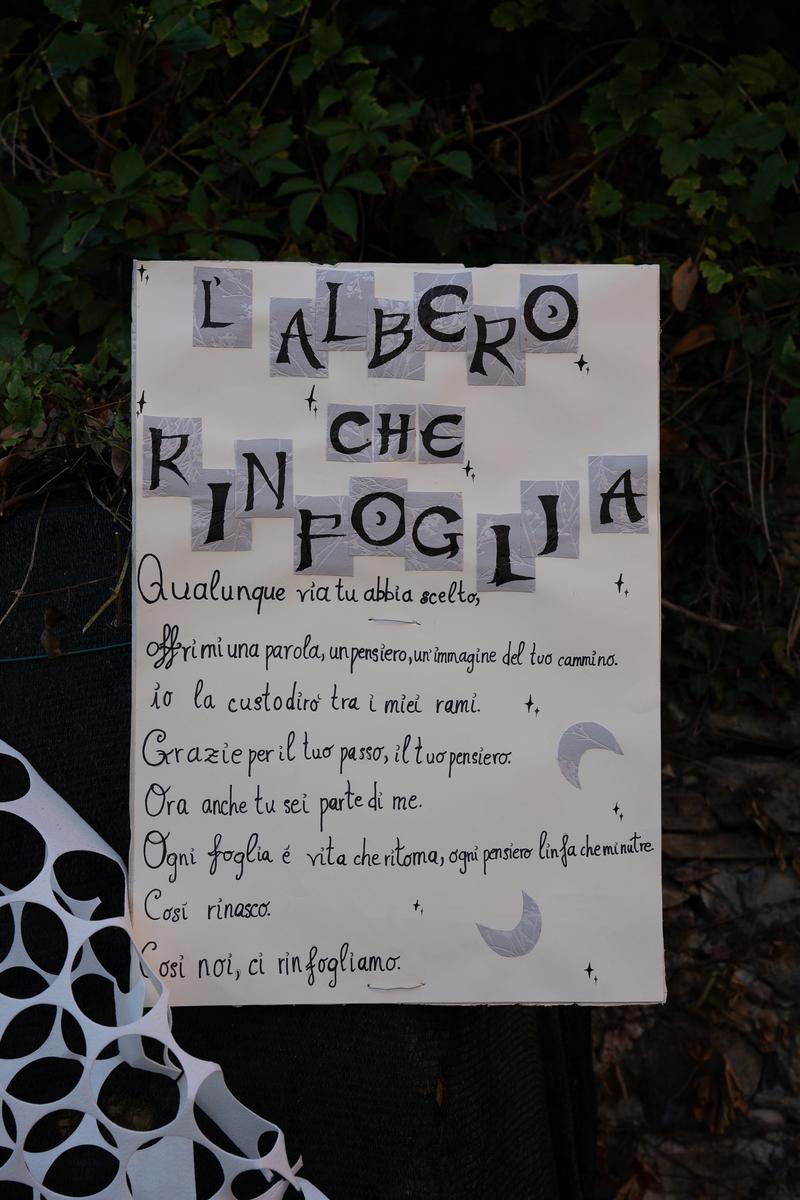 L'ALBERO
CHE
RINFOGLIA
Qualunque via tu abbia scelto,
offrimi una parola, un pensiero, un'immagine del tuo cammino.
io la custodirò tra i miei rami.
Grazie per il tuo passo, il tuo pensiero.
Ora anche tu sei parte di me.
Ogni foglia é vita che ritorna, ogni pensiero linfa che mi nutre
Cosí rinasco.
Cosí noi, ci rinfogliamo.